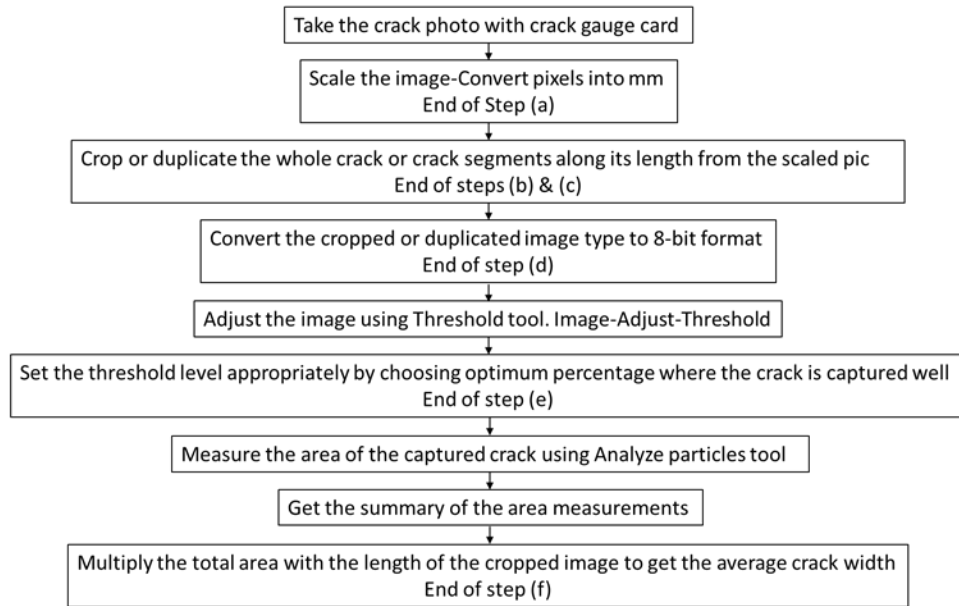 Take the crack photo with crack gauge card
Scale the image-Convert pixels into mm
End of Step (a)
Crop or duplicate the whole crack or crack segments along its length from the scaled pic
End of steps (b) & (c)
Convert the cropped or duplicated image type to 8-bit format
End of step (d)
Adjust the image using Threshold tool. Image-Adjust-Threshold
Set the threshold level appropriately by choosing optimum percentage where the crack is captured well
End of step (e)
Measure the area of the captured crack using Analyze particles tool
Get the summary of the area measurements
Multiply the total area with the length of the cropped image to get the average crack width
End of step (f)